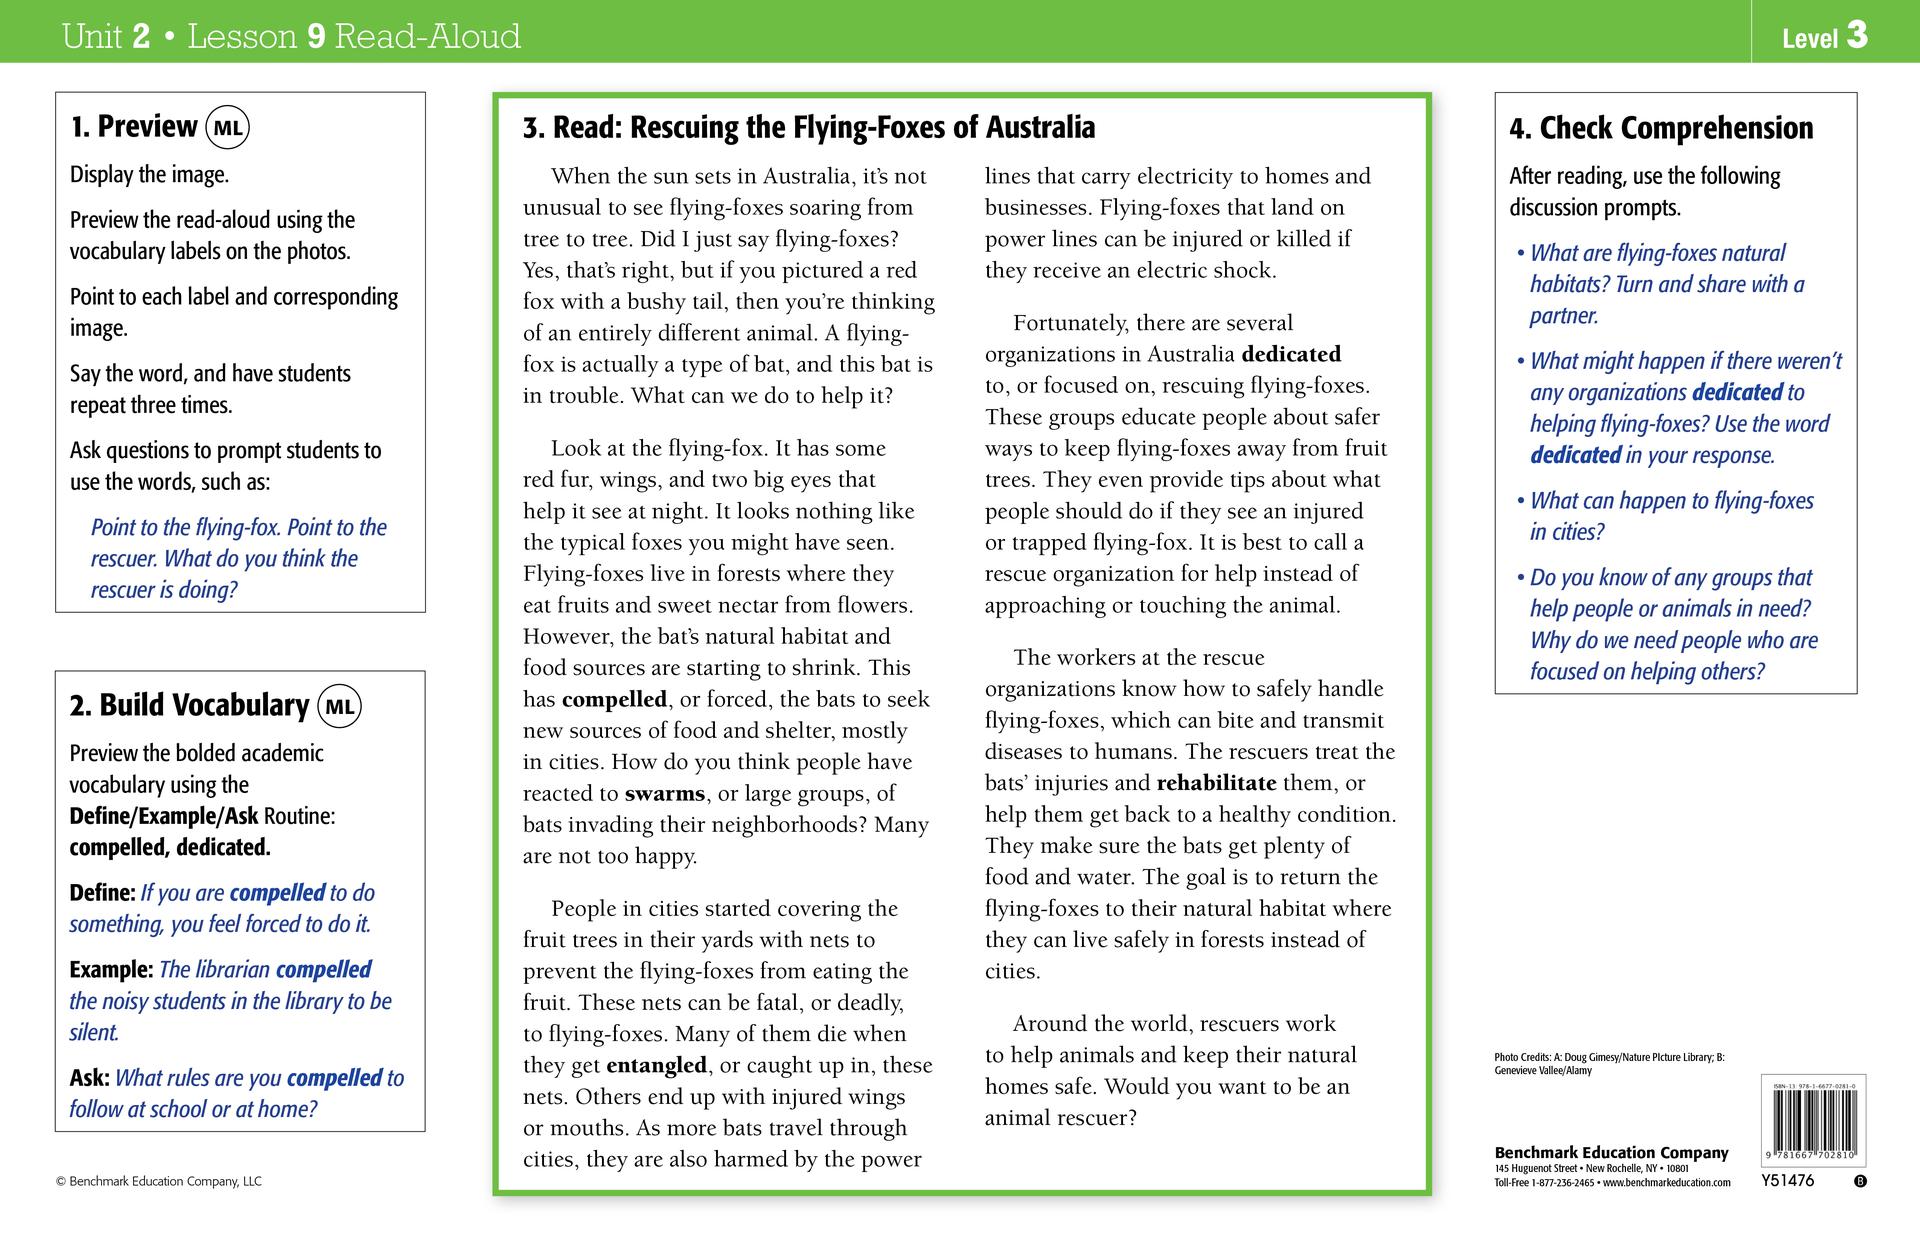 Unit 2 • Lesson 9 Read-Aloud
Level 3
1. Preview ML
Display the image.
Preview the read-aloud using the
vocabulary labels on the photos.
Point to each label and corresponding
image.
Say the word, and have students
repeat three times.
Ask questions to prompt students to
use the words, such as:
Point to the flying-fox. Point to the
rescuer. What do you think the
rescuer is doing?
2. Build Vocabulary ML
Preview the bolded academic
vocabulary using the
Define/Example/Ask Routine:
compelled, dedicated.
Define: If you are compelled to do
something, you feel forced to do it.
Example: The librarian compelled
the noisy students in the library to be
silent.
Ask: What rules are you compelled to
follow at school or at home?
© Benchmark Education Company, LLC
3. Read: Rescuing the Flying-Foxes of Australia
When the sun sets in Australia, it's not
unusual to see flying-foxes soaring from
tree to tree. Did I just say flying-foxes?
Yes, that's right, but if you pictured a red
fox with a bushy tail, then you're thinking
of an entirely different animal. A flying-
fox is actually a type of bat, and this bat is
in trouble. What can we do to help it?
Look at the flying-fox. It has some
red fur, wings, and two big eyes that
help it see at night. It looks nothing like
the typical foxes you might have seen.
Flying-foxes live in forests where they
eat fruits and sweet nectar from flowers.
However, the bat's natural habitat and
food sources are starting to shrink. This
has compelled, or forced, the bats to seek
new sources of food and shelter, mostly
in cities. How do you think people have
reacted to swarms, or large groups, of
bats invading their neighborhoods? Many
are not too happy.
People in cities started covering the
fruit trees in their yards with nets to
prevent the flying-foxes from eating the
fruit. These nets can be fatal, or deadly,
to flying-foxes. Many of them die when
they get entangled, or caught up in, these
nets. Others end up with injured wings
or mouths. As more bats travel through
cities, they are also harmed by the power
lines that carry electricity to homes and
businesses. Flying-foxes that land on
power lines can be injured or killed if
they receive an electric shock.
Fortunately, there are several
organizations in Australia dedicated
to, or focused on, rescuing flying-foxes.
These groups educate people about safer
ways to keep flying-foxes away from fruit
trees. They even provide tips about what
people should do if they see an injured
or trapped flying-fox. It is best to call a
rescue organization for help instead of
approaching or touching the animal.
The workers at the rescue
organizations know how to safely handle
flying-foxes, which can bite and transmit
diseases to humans. The rescuers treat the
bats' injuries and rehabilitate them, or
help them get back to a healthy condition.
They make sure the bats get plenty of
food and water. The goal is to return the
flying-foxes to their natural habitat where
they can live safely in forests instead of
cities.
Around the world, rescuers work
to help animals and keep their natural
homes safe. Would you want to be an
animal rescuer?
4. Check Comprehension
After reading, use the following
discussion prompts.
• What are flying-foxes natural
habitats? Turn and share with a
partner.
• What might happen if there weren't
any organizations dedicated to
helping flying-foxes? Use the word
dedicated in your response.
• What can happen to flying-foxes
in cities?
• Do you know of any groups that
help people or animals in need?
Why do we need people who are
focused on helping others?
Photo Credits: A: Doug Gimesy/Nature PIcture Library; B:
Genevieve Vallee/Alamy
Benchmark Education Company
145 Huguenot Street • New Rochelle, NY • 10801
Toll-Free 1-877-236-2465 • www.benchmarkeducation.com
ISBN-13 978-1-6677-0281-0
9 781667 702810
Y51476
B